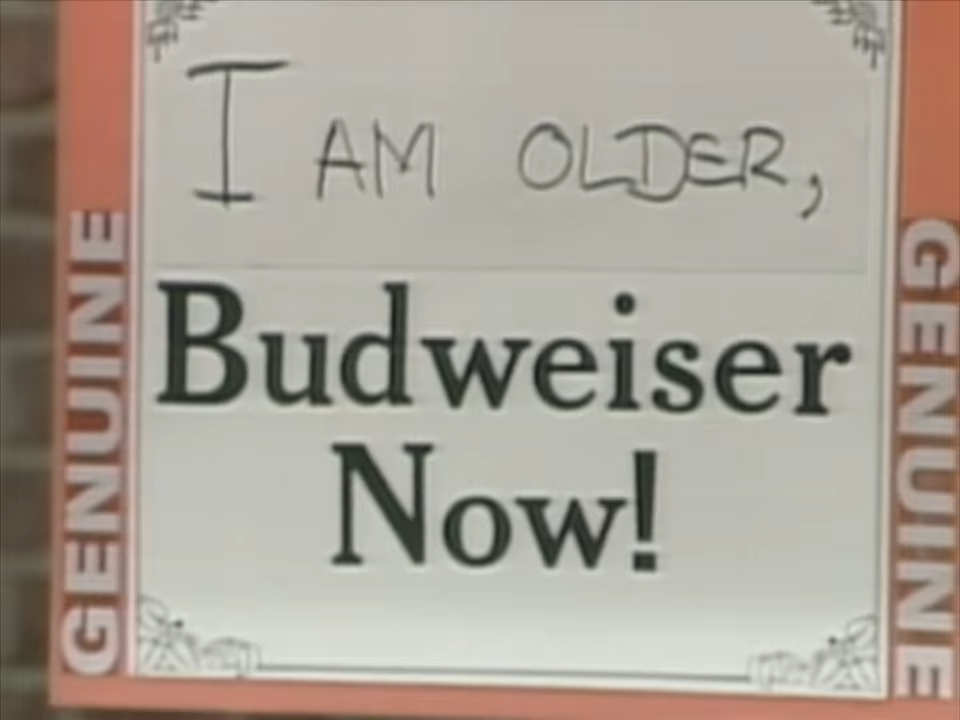 I AM OLDER,
Budweiser
Now!
GENUINE
GENUINE